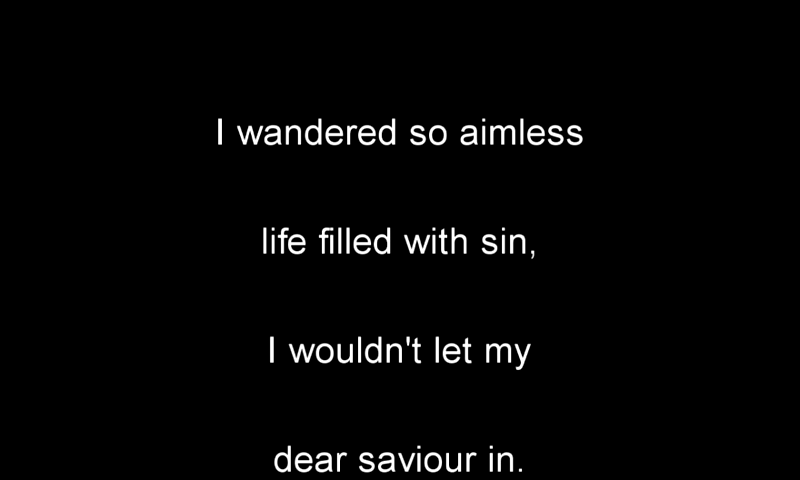 I wandered so aimless
life filled with sin,
I wouldn't let my
dear saviour in.